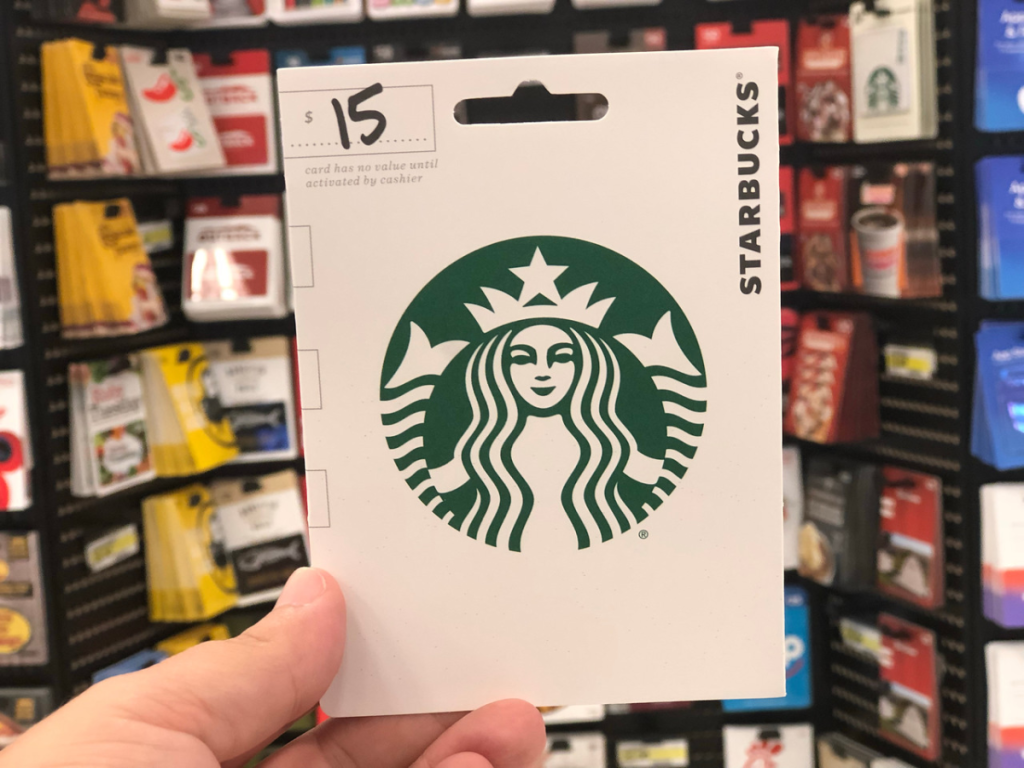 $ 15
card has no value until
activated by cashier
STARBUCKS®
®